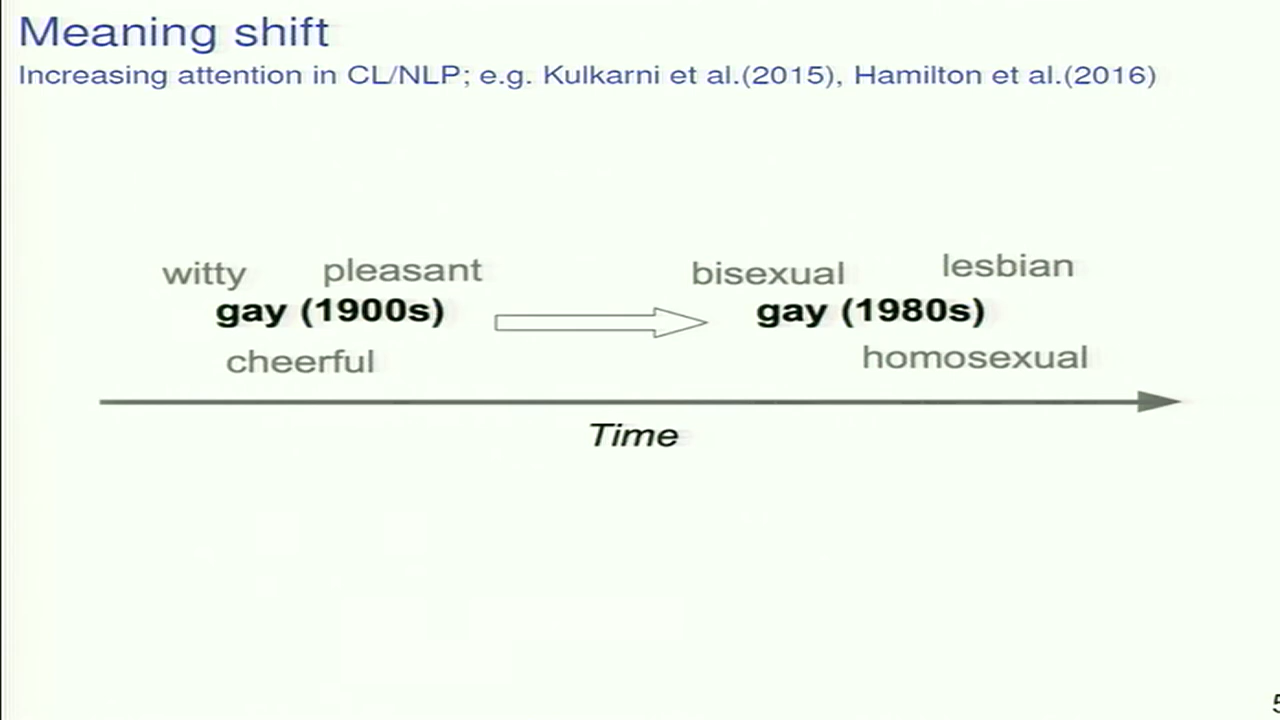 Meaning shift
Increasing attention in CL/NLP; e.g. Kulkarni et al.(2015), Hamilton et al.(2016)
witty pleasant bisexual lesbian
gay (1900s) gay (1980s)
cheerful homosexual
Time
5